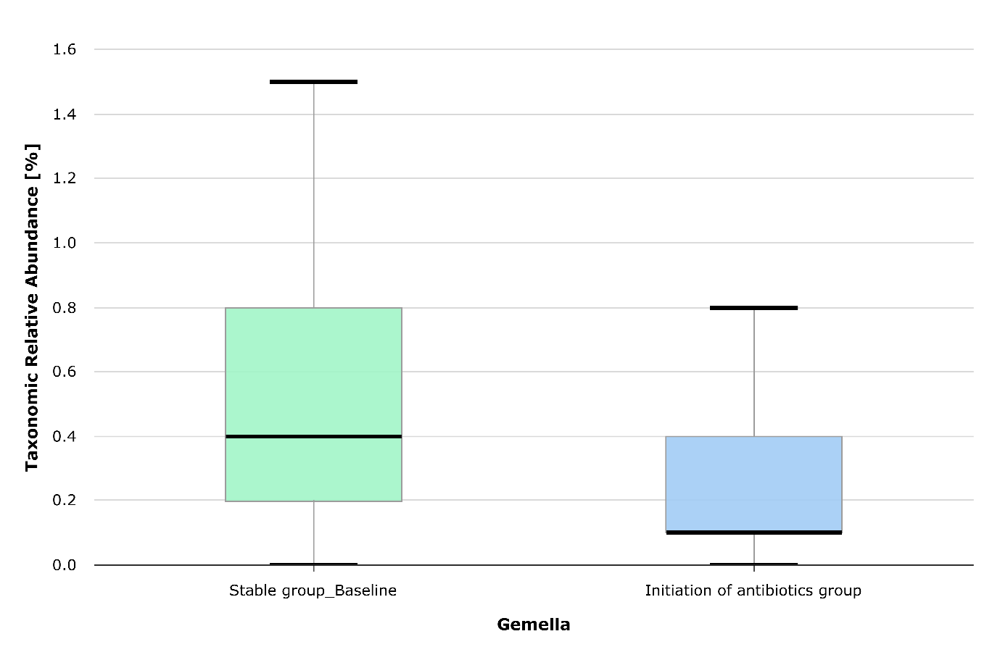 Taxonomic Relative Abundance [%]
1.6
1.4
1.2
1.0
0.8
0.6
0.4
0.2
0.0
Stable group_Baseline
Initiation of antibiotics group
Gemella